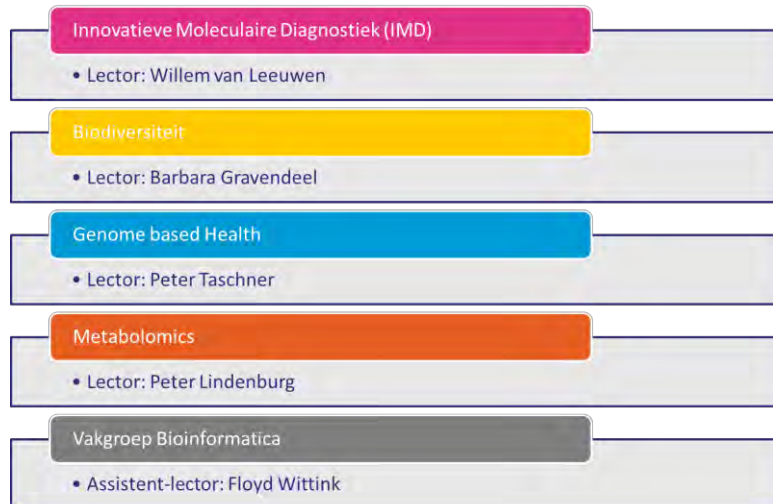 Innovatieve Moleculaire Diagnostiek (IMD)
• Lector: Willem van Leeuwen
Biodiversiteit
• Lector: Barbara Gravendeel
Genome based Health
• Lector: Peter Taschner
Metabolomics
• Lector: Peter Lindenburg
Vakgroep Bioinformatica
• Assistent-lector: Floyd Wittink